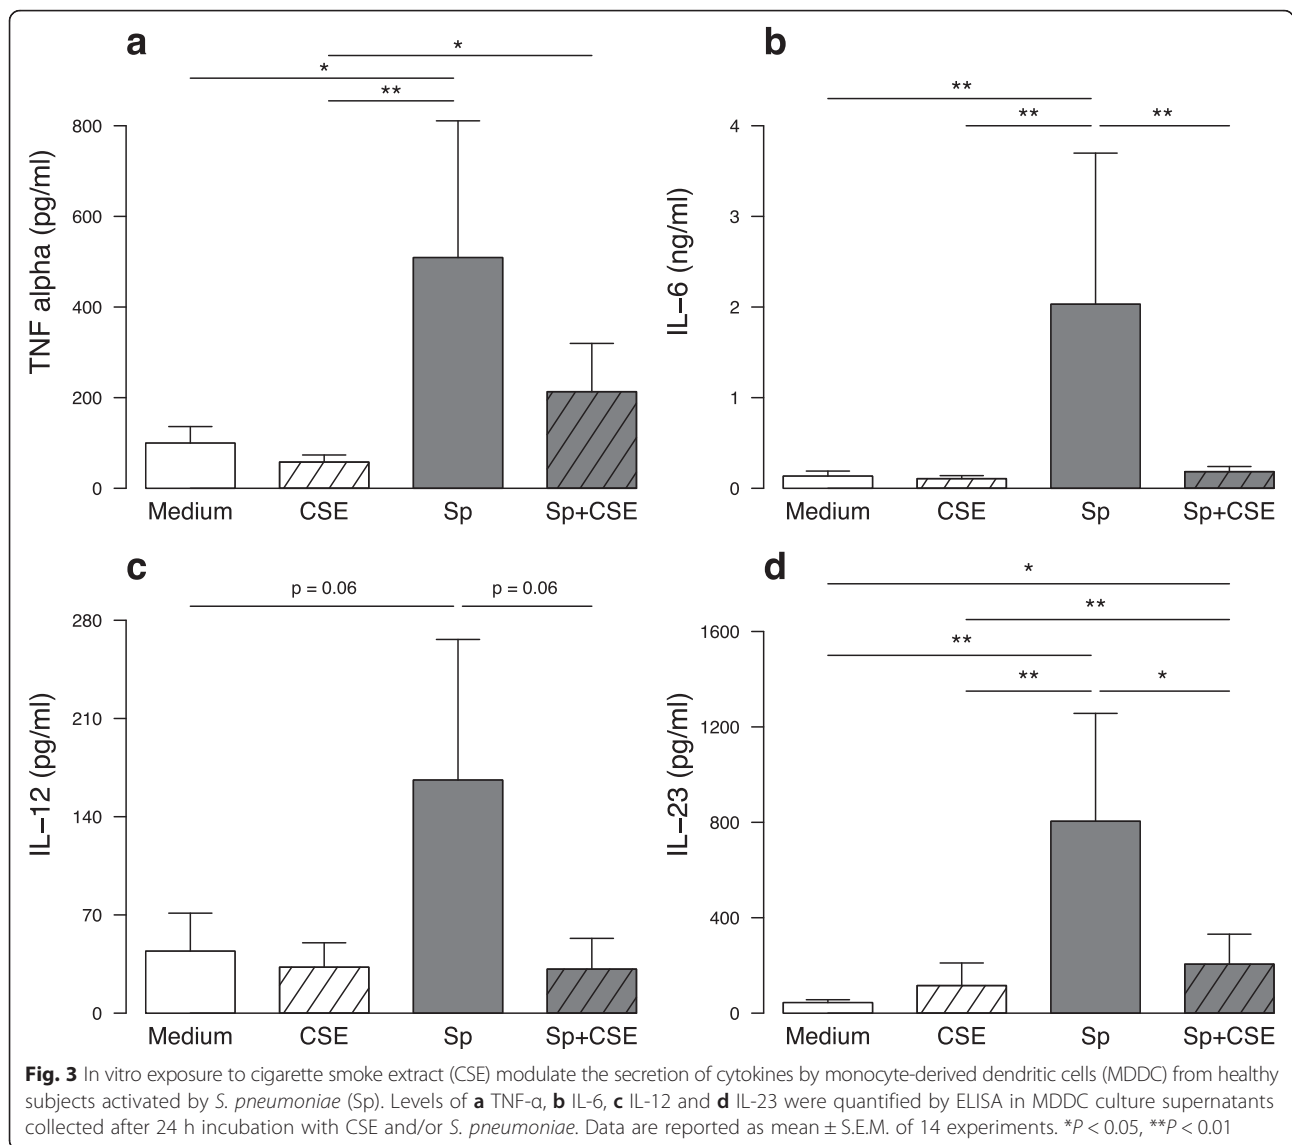 a
*
*
**
TNF alpha (pg/ml)
800
600
400
200
0
Medium CSE Sp Sp+CSE
b
**
** **
IL−6 (ng/ml)
4
3
2
1
0
Medium CSE Sp Sp+CSE
c
p = 0.06 p = 0.06
IL−12 (pg/ml)
280
210
140
70
0
Medium CSE Sp Sp+CSE
d
*
**
**
** *
IL−23 (pg/ml)
1600
1200
800
400
0
Medium CSE Sp Sp+CSE
Fig. 3 In vitro exposure to cigarette smoke extract (CSE) modulate the secretion of cytokines by monocyte-derived dendritic cells (MDDC) from healthy
subjects activated by S. pneumoniae (Sp). Levels of a TNF-α, b IL-6, c IL-12 and d IL-23 were quantified by ELISA in MDDC culture supernatants
collected after 24 h incubation with CSE and/or S. pneumoniae. Data are reported as mean ± S.E.M. of 14 experiments. *P < 0.05, **P < 0.01